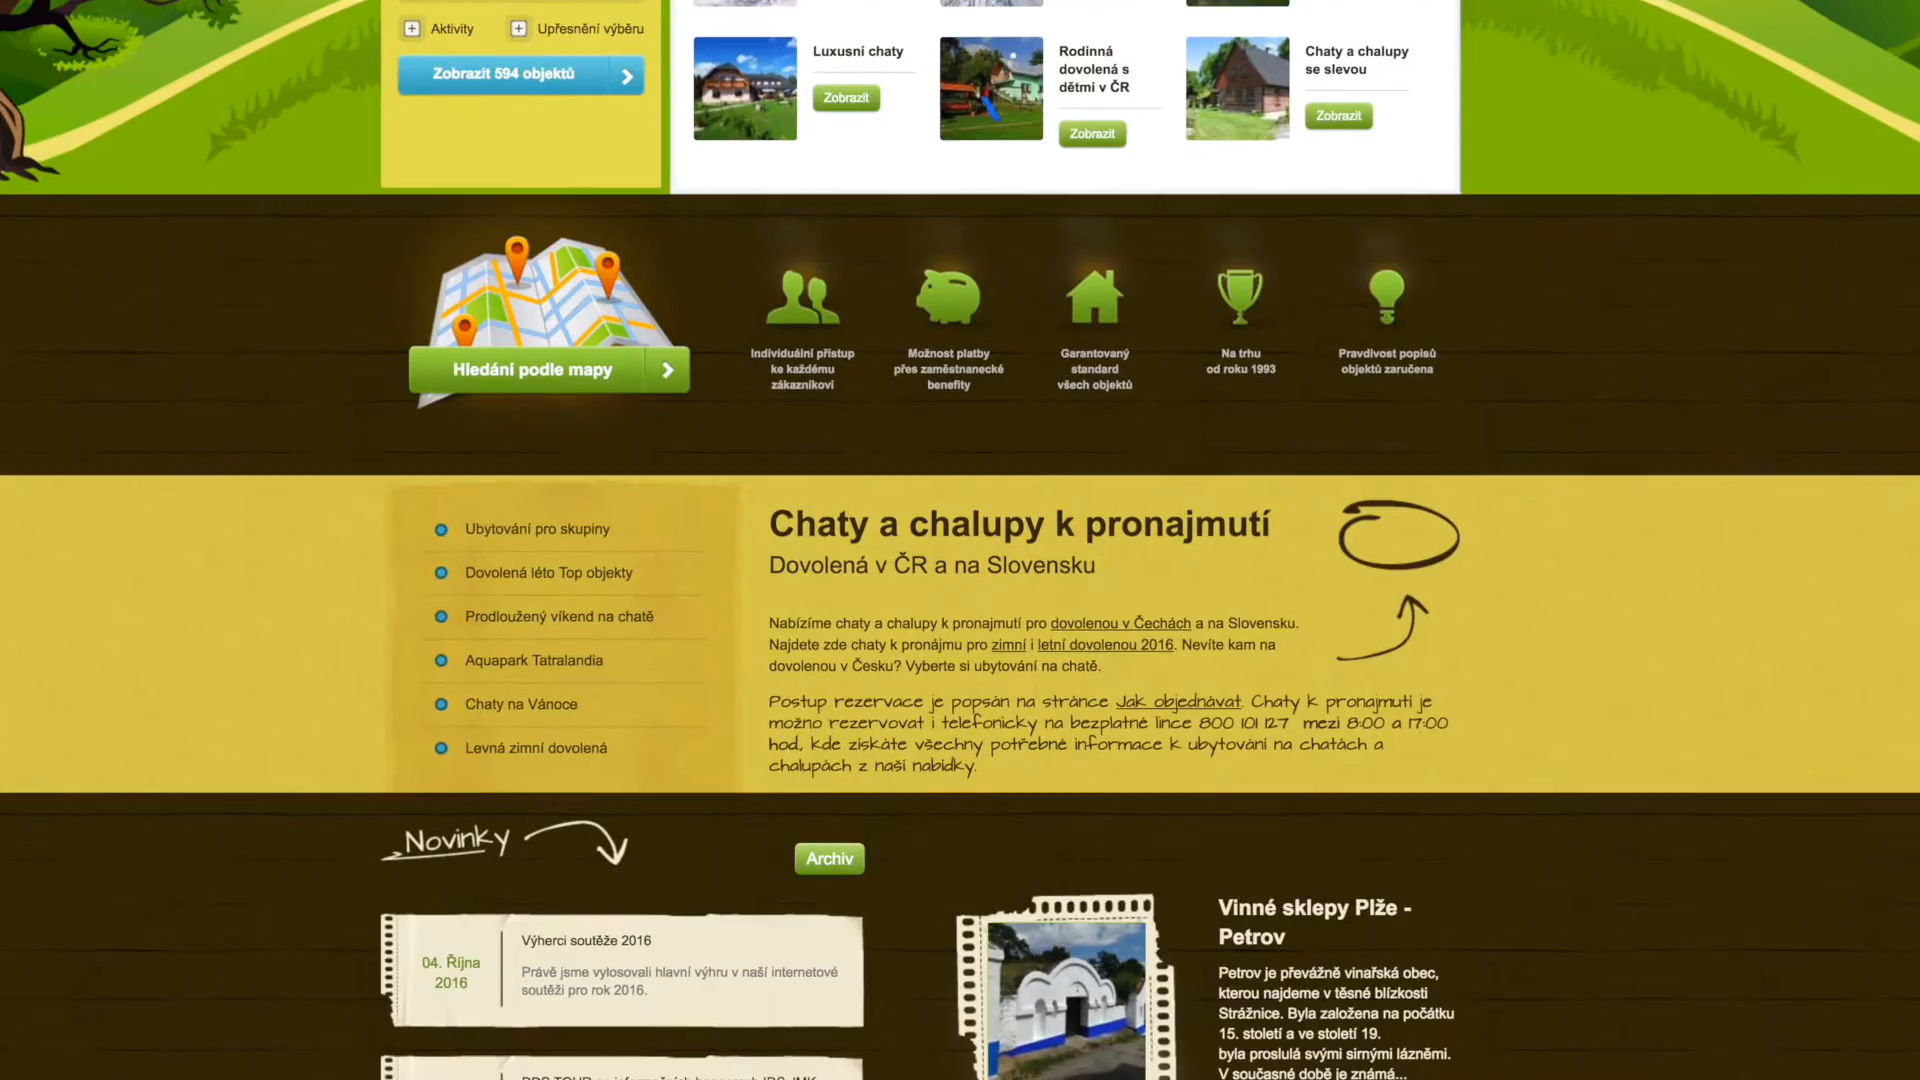 Aktivity
Upřesnění výběru
Zobrazit 594 objektů
Luxusní chaty
Zobrazit
Rodinná
dovolená s
dětmi v ČR
Zobrazit
Chaty a chalupy
se slevou
Zobrazit
Hledání podle mapy
Individuální přístup
ke každému
zákazníkovi
Možnost platby
přes zaměstnanecké
benefity
Garantovaný
standard
všech objektů
Na trhu
od roku 1993
Pravdivost popisů
objektů zaručena
Ubytování pro skupiny
Dovolená léto Top objekty
Prodloužený víkend na chatě
Aquapark Tatralandia
Chaty na Vánoce
Levná zimní dovolená
Chaty a chalupy k pronajmutí
Dovolená v ČR a na Slovensku
Nabízíme chaty a chalupy k pronajmutí pro dovolenou v Čechách a na Slovensku.
Najdete zde chaty k pronájmu pro zimní i letní dovolenou 2016. Nevíte kam na
dovolenou v Česku? Vyberte si ubytování na chatě.
Postup rezervace je popsán na stránce Jak objednávat. Chaty k pronajmutí je
možno rezervovat i telefonicky na bezplatné lince 800 101 127 mezi 8:00 a 17:00
hod, kde získáte všechny potřebné informace k ubytování na chatách a
chalupách z naší nabídky.
Novinky
Archiv
04. Října
2016
Výherci soutěže 2016
Právě jsme vylosovali hlavní výhru v naší internetové
soutěži pro rok 2016.
Vinné sklepy Plže -
Petrov
Petrov je převážně vinařská obec,
kterou najdeme v těsné blízkosti
Strážnice. Byla založena na počátku
15. století a ve století 19.
byla proslulá svými sirnými lázněmi.
V současné době je známá...